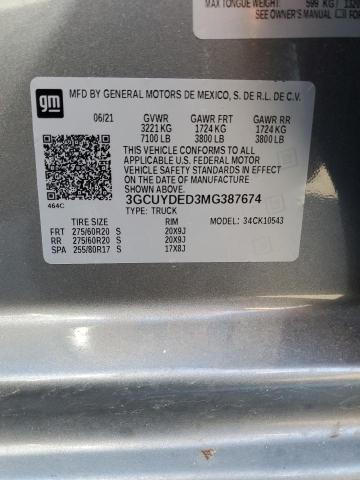 MAX TONGUE WEIGHT: 599 KG
SEE OWNER'S MANUAL FOR
gm
MFD BY GENERAL MOTORS DE MEXICO, S. DE R.L. DE C.V.
06/21 GVWR GAWR FRT GAWR RR
3221 KG 1724 KG 1724 KG
7100 LB 3800 LB 3800 LB
THIS VEHICLE CONFORMS TO ALL
APPLICABLE U.S. FEDERAL MOTOR
VEHICLE SAFETY STANDARDS IN EFFECT ON THE
DATE OF MANUFACTURE SHOWN ABOVE.
3GCUYDED3MG387674
464C TYPE: TRUCK
TIRE SIZE RIM MODEL: 34CK10543
FRT 275/60R20 S 20X9J
RR 275/60R20 S 20X9J
SPA 255/80R17 S 17X8J